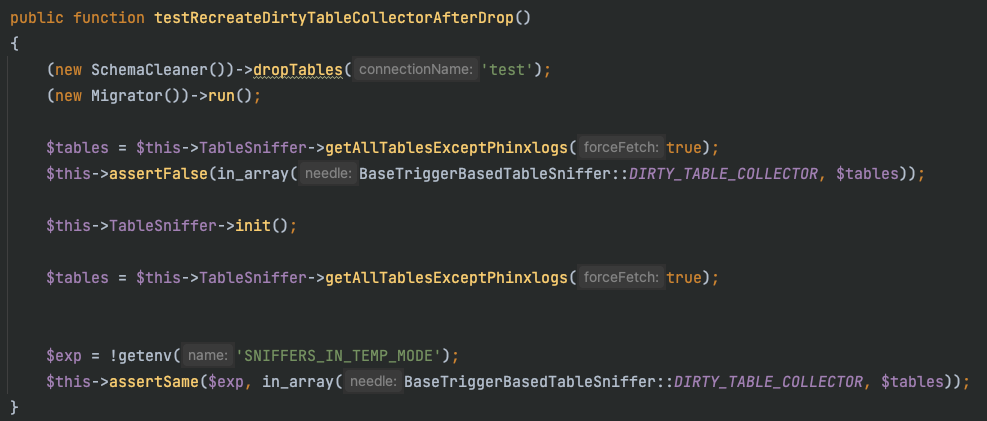 public function testRecreateDirtyTableCollectorAfterDrop()
{
    (new SchemaCleaner())->dropTables( connectionName: 'test');
    (new Migrator())->run();

    $tables = $this->TableSniffer->getAllTablesExceptPhinxlogs( forceFetch: true);
    $this->assertFalse(in_array( needle: BaseTriggerBasedTableSniffer::DIRTY_TABLE_COLLECTOR, $tables));

    $this->TableSniffer->init();

    $tables = $this->TableSniffer->getAllTablesExceptPhinxlogs( forceFetch: true);


    $exp = !getenv( name: 'SNIFFERS_IN_TEMP_MODE');
    $this->assertSame($exp, in_array( needle: BaseTriggerBasedTableSniffer::DIRTY_TABLE_COLLECTOR, $tables));
}